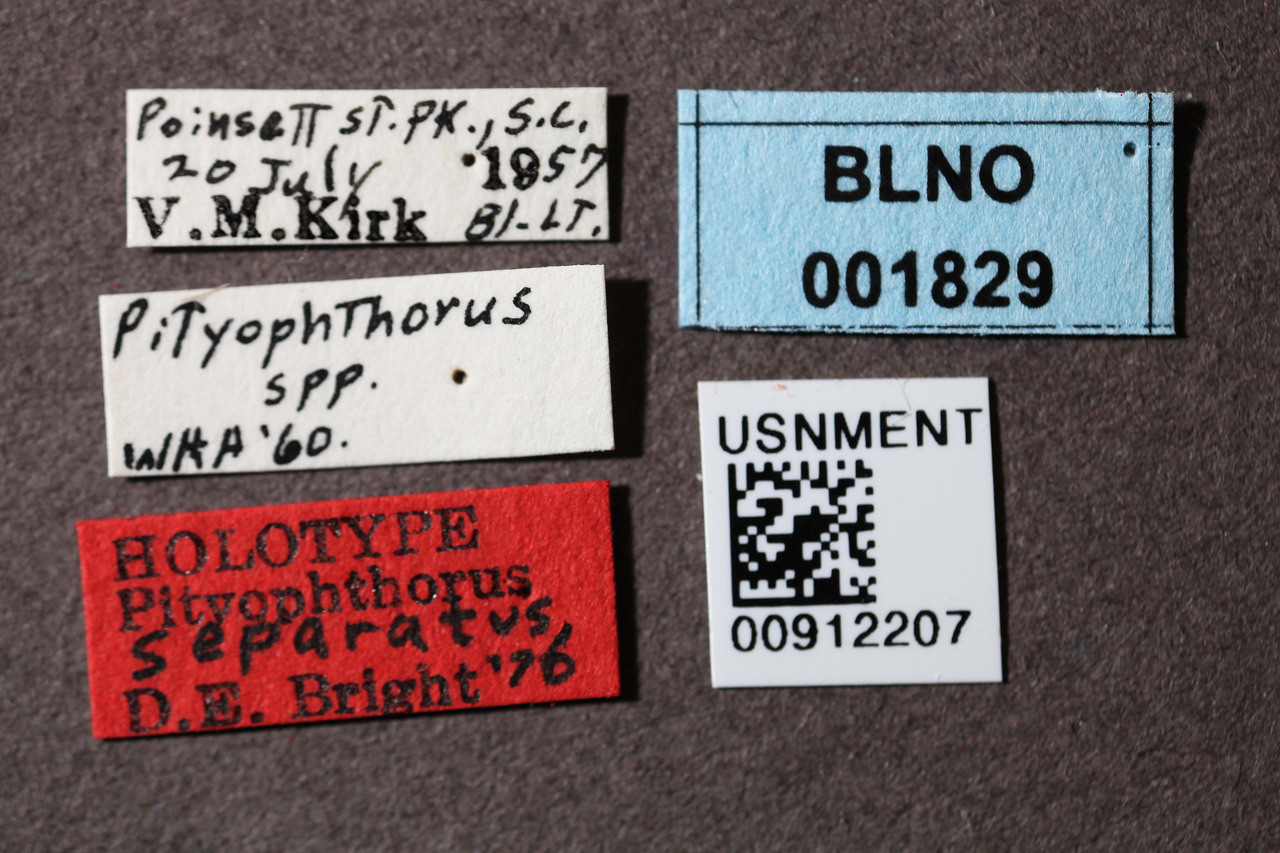 Poinsett ST. PK., S.C.
20 July 1957
V.M.Kirk Bl-LT.
Pityophthorus
spp.
WHA '60.
HOLOTYPE
Pityophthorus
separatus,
D.E. Bright '76
BLNO
001829
USNMENT
00912207